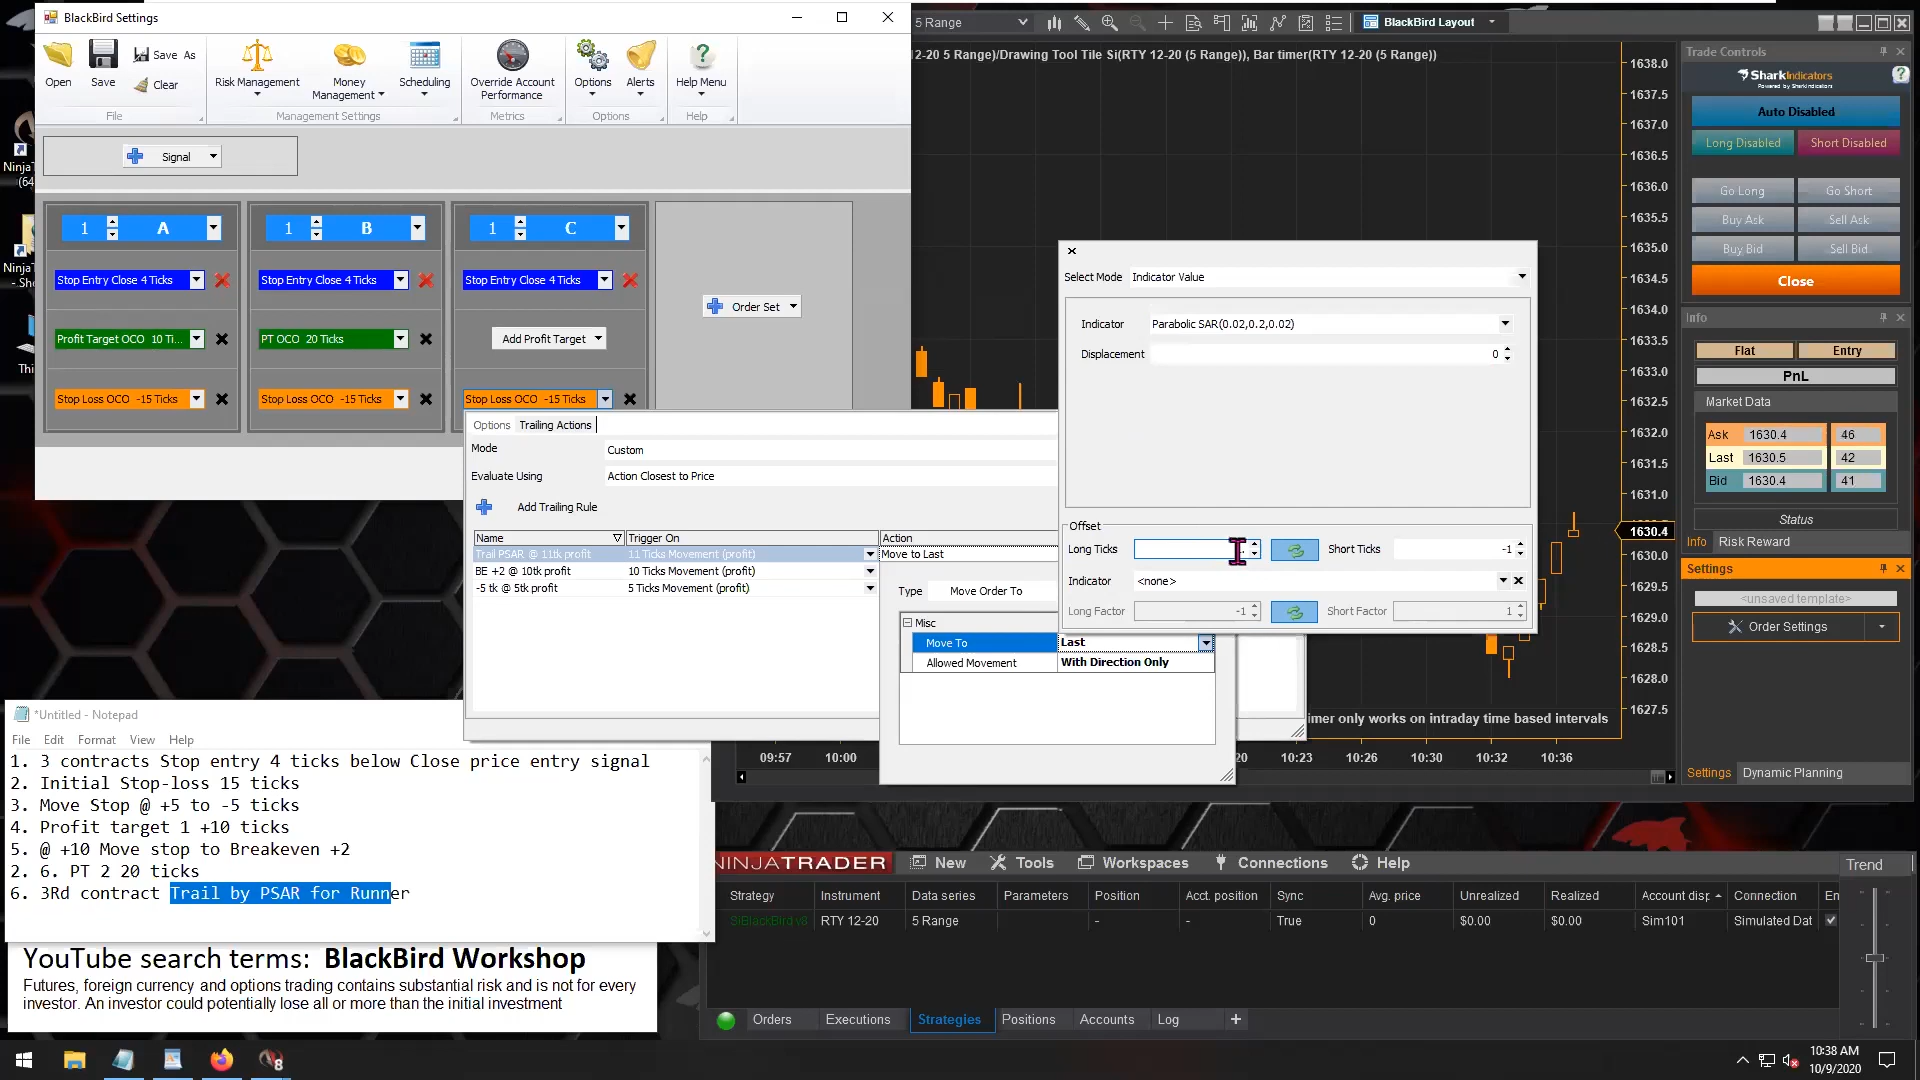 BlackBird Settings
Open
Save
Save As
Clear
File
Risk Management
Money Management
Scheduling
Management Settings
Override Account Performance
Metrics
Options
Alerts
Options
Help Menu
Help
Signal
1 A
1 B
1 C
Stop Entry Close 4 Ticks
Stop Entry Close 4 Ticks
Stop Entry Close 4 Ticks
Order Set
Profit Target OCO 10 Ti...
PT OCO 20 Ticks
Add Profit Target
Stop Loss OCO -15 Ticks
Stop Loss OCO -15 Ticks
Stop Loss OCO -15 Ticks
Options Trailing Actions
Mode Custom
Evaluate Using Action Closest to Price
Add Trailing Rule
Name Trigger On Action
Trail PSAR @ 11tk profit 11 Ticks Movement (profit) Move to Last
BE +2 @ 10tk profit 10 Ticks Movement (profit)
-5 tk @ 5tk profit 5 Ticks Movement (profit)
Type Move Order To
Misc
Move To Last
Allowed Movement With Direction Only
Select Mode Indicator Value
Indicator Parabolic SAR(0.02,0.2,0.02)
Displacement 0
Offset
Long Ticks Short Ticks -1
Indicator <none>
Long Factor -1 Short Factor 1
5 Range
BlackBird Layout
12-20 5 Range)/Drawing Tool Tile Si(RTY 12-20 (5 Range)), Bar timer(RTY 12-20 (5 Range))
1638.0
1637.5
1637.0
1636.5
1636.0
1635.5
1635.0
1634.5
1634.0
1633.5
1633.0
1632.5
1632.0
1631.5
1631.0
1630.4
1630.0
1629.5
1629.0
1628.5
1628.0
1627.5
imer only works on intraday time based intervals
09:57 10:00 20 10:23 10:26 10:30 10:32 10:36
Trade Controls
SharkIndicators
Powered by SharkIndicators
Auto Disabled
Long Disabled Short Disabled
Go Long Go Short
Buy Ask Sell Ask
Buy Bid Sell Bid
Close
Info
Flat Entry
PnL
Market Data
Ask 1630.4 46
Last 1630.5 42
Bid 1630.4 41
Status
Info Risk Reward
Settings
<unsaved template>
Order Settings
Settings Dynamic Planning
*Untitled - Notepad
File Edit Format View Help
1. 3 contracts Stop entry 4 ticks below Close price entry signal
2. Initial Stop-loss 15 ticks
3. Move Stop @ +5 to -5 ticks
4. Profit target 1 +10 ticks
5. @ +10 Move stop to Breakeven +2
2. 6. PT 2 20 ticks
6. 3Rd contract Trail by PSAR for Runner
YouTube search terms: BlackBird Workshop
Futures, foreign currency and options trading contains substantial risk and is not for every
investor. An investor could potentially lose all or more than the initial investment
NINJATRADER New Tools Workspaces Connections Help
Trend
Strategy Instrument Data series Parameters Position Acct. position Sync Avg. price Unrealized Realized Account disp Connection En
SiBlackBird v8 RTY 12-20 5 Range - - True 0 $0.00 $0.00 Sim101 Simulated Dat
Orders Executions Strategies Positions Accounts Log +
NinjaT
(64
NinjaT
- Sho
Thi
8
10:38 AM
10/9/2020